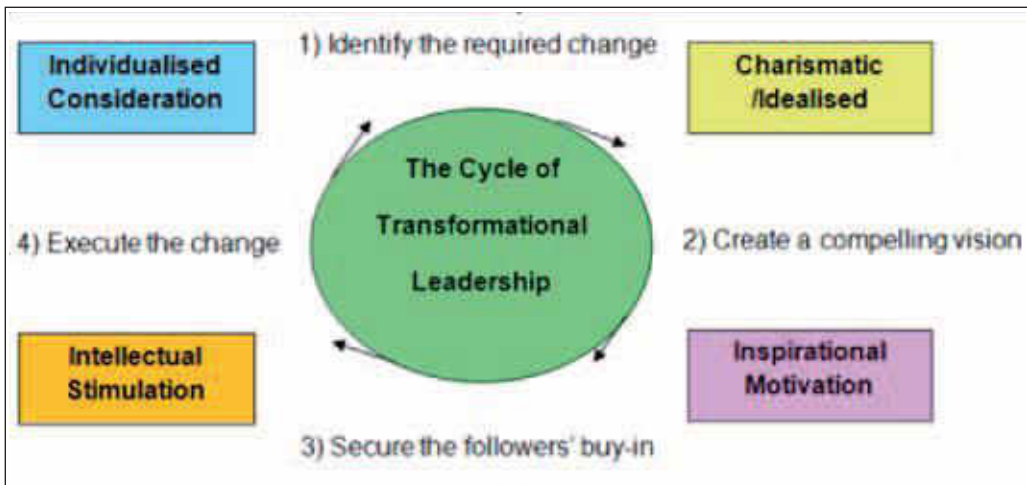 1) Identify the required change
Individualised
Consideration
Charismatic
/Idealised
The Cycle of
Transformational
Leadership
4) Execute the change
2) Create a compelling vision
Intellectual
Stimulation
Inspirational
Motivation
3) Secure the followers' buy-in